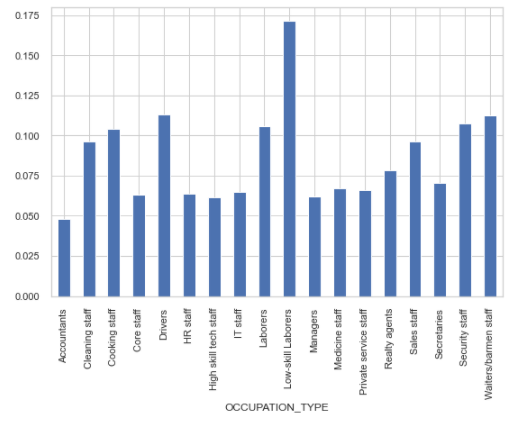 0.175
0.150
0.125
0.100
0.075
0.050
0.025
0.000
Accountants
Cleaning staff
Cooking staff
Core staff
Drivers
HR staff
High skill tech staff
IT staff
Laborers
Low-skill Laborers
Managers
Medicine staff
Private service staff
Realty agents
Sales staff
Secretaries
Security staff
Waiters/barmen staff
OCCUPATION_TYPE